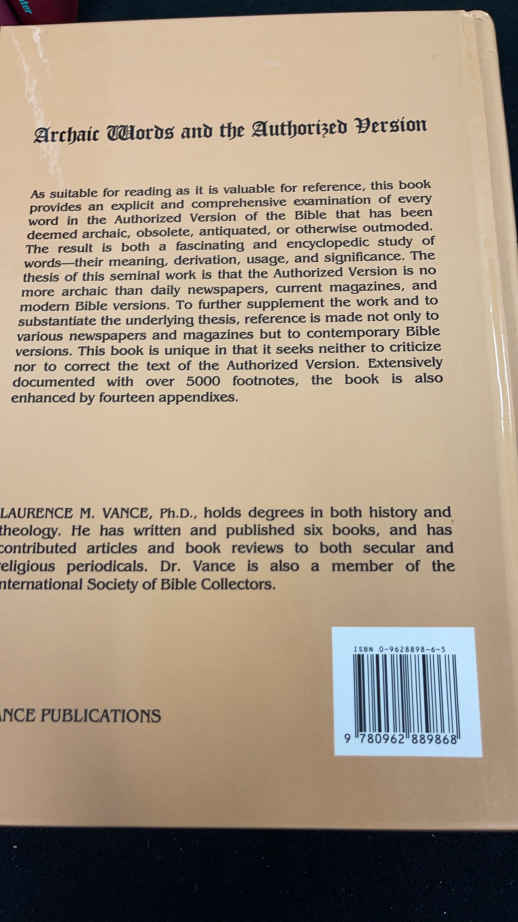 Archaic Words and the Authorized Version
As suitable for reading as it is valuable for reference, this book
provides an explicit and comprehensive examination of every
word in the Authorized Version of the Bible that has been
deemed archaic, obsolete, antiquated, or otherwise outmoded.
The result is both a fascinating and encyclopedic study of
words—their meaning, derivation, usage, and significance. The
thesis of this seminal work is that the Authorized Version is no
more archaic than daily newspapers, current magazines, and
modern Bible versions. To further supplement the work and to
substantiate the underlying thesis, reference is made not only to
various newspapers and magazines but to contemporary Bible
versions. This book is unique in that it seeks neither to criticize
nor to correct the text of the Authorized Version. Extensively
documented with over 5000 footnotes, the book is also
enhanced by fourteen appendixes.
LAURENCE M. VANCE, Ph.D., holds degrees in both history and
theology. He has written and published six books, and has
contributed articles and book reviews to both secular and
religious periodicals. Dr. Vance is also a member of the
nternational Society of Bible Collectors.
ISBN 0-9628898-6-5
NCE PUBLICATIONS
9 780962 889868